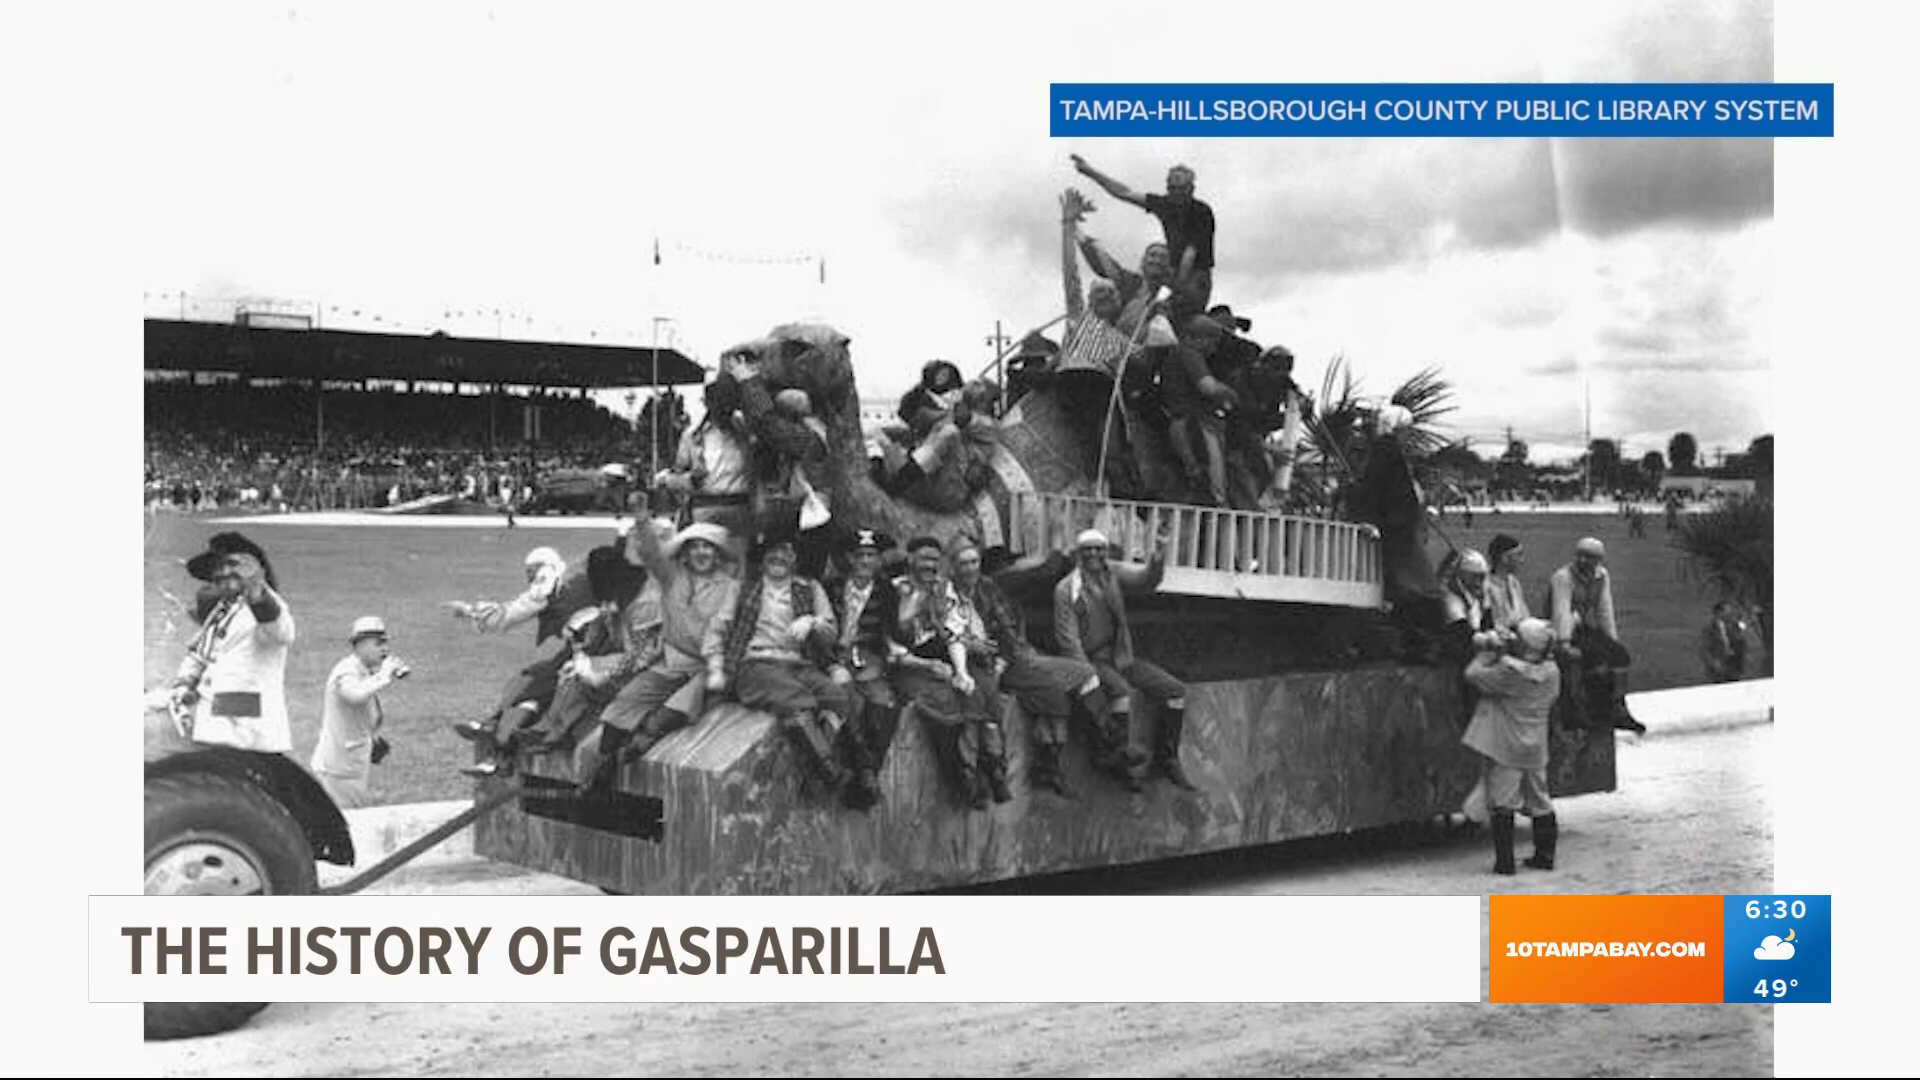 TAMPA-HILLSBOROUGH COUNTY PUBLIC LIBRARY SYSTEM
THE HISTORY OF GASPARILLA
10TAMPABAY.COM
6:30
49°